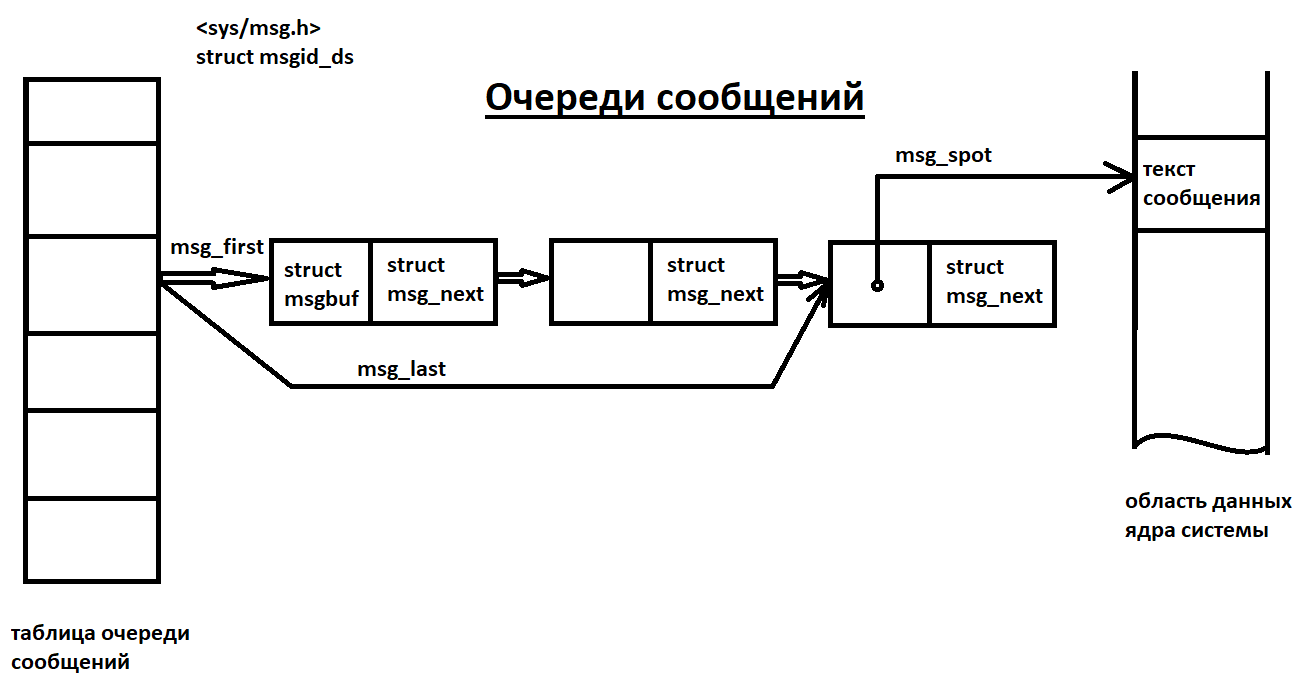 <sys/msg.h>
struct msgid_ds
Очереди сообщений
msg_spot
текст
сообщения
msg_first
struct
msgbuf
struct
msg_next
struct
msg_next
struct
msg_next
msg_last
область данных
ядра системы
таблица очереди
сообщений